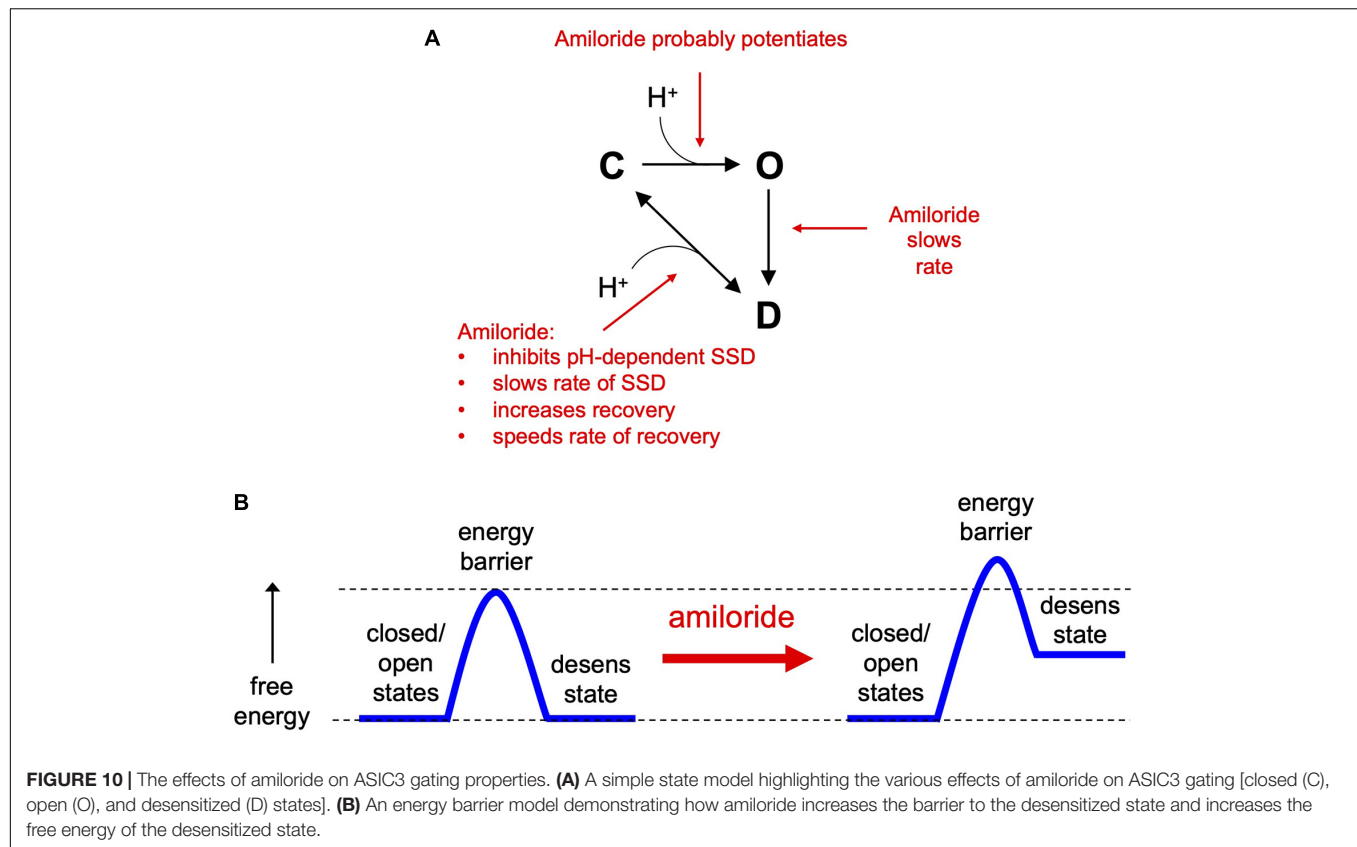 A
Amiloride probably potentiates
H⁺
C
O
Amiloride
slows
rate
H⁺
D
Amiloride:
• inhibits pH-dependent SSD
• slows rate of SSD
• increases recovery
• speeds rate of recovery
B
energy
barrier
energy
barrier
closed/
open
states
desens
state
amiloride
closed/
open
states
desens
state
free
energy
FIGURE 10 | The effects of amiloride on ASIC3 gating properties. (A) A simple state model highlighting the various effects of amiloride on ASIC3 gating [closed (C),
open (O), and desensitized (D) states]. (B) An energy barrier model demonstrating how amiloride increases the barrier to the desensitized state and increases the
free energy of the desensitized state.